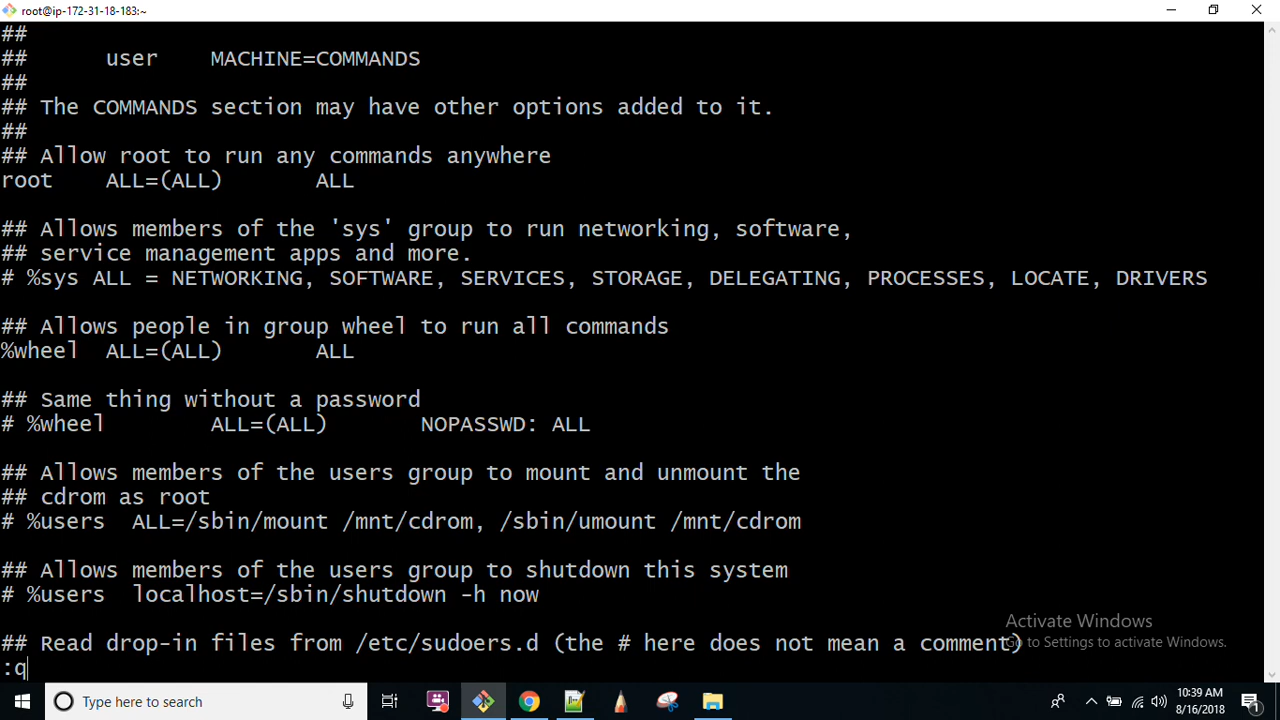 root@ip-172-31-18-183:~
##
## user MACHINE=COMMANDS
##
## The COMMANDS section may have other options added to it.
##
## Allow root to run any commands anywhere
root ALL=(ALL) ALL
## Allows members of the 'sys' group to run networking, software,
## service management apps and more.
# %sys ALL = NETWORKING, SOFTWARE, SERVICES, STORAGE, DELEGATING, PROCESSES, LOCATE, DRIVERS
## Allows people in group wheel to run all commands
%wheel ALL=(ALL) ALL
## Same thing without a password
# %wheel ALL=(ALL) NOPASSWD: ALL
## Allows members of the users group to mount and unmount the
## cdrom as root
# %users ALL=/sbin/mount /mnt/cdrom, /sbin/umount /mnt/cdrom
## Allows members of the users group to shutdown this system
# %users localhost=/sbin/shutdown -h now
Activate Windows
## Read drop-in files from /etc/sudoers.d (the # here does not mean a comment)
Go to Settings to activate Windows.
:q
Type here to search
10:39 AM
8/16/2018
1